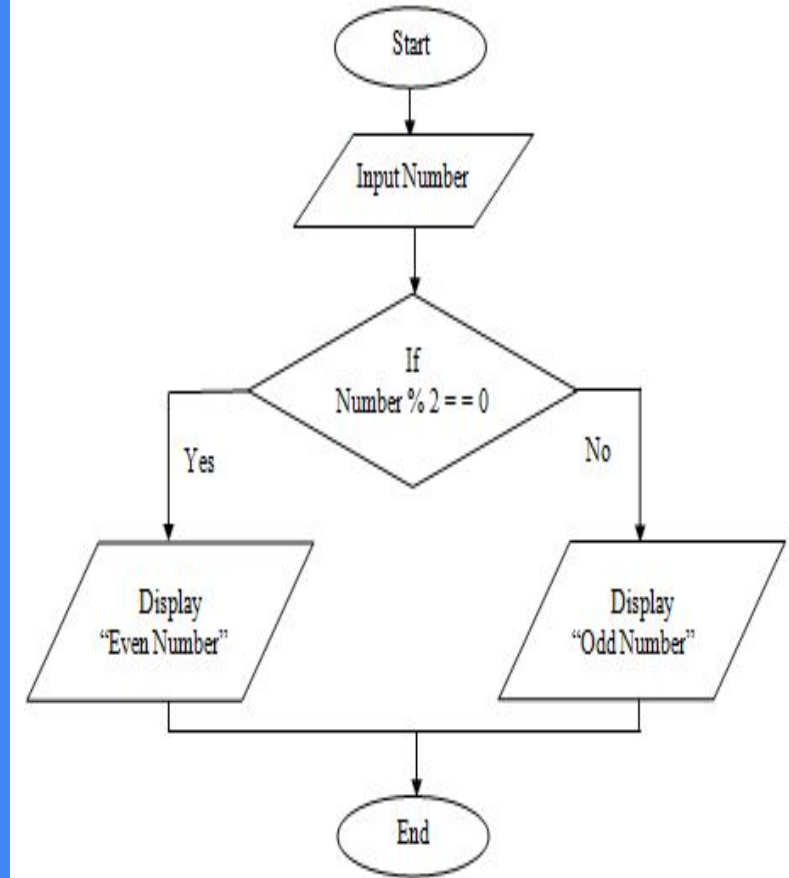 Start
Input Number
If
Number % 2 = = 0
Yes
No
Display
“Even Number”
Display
“Odd Number”
End